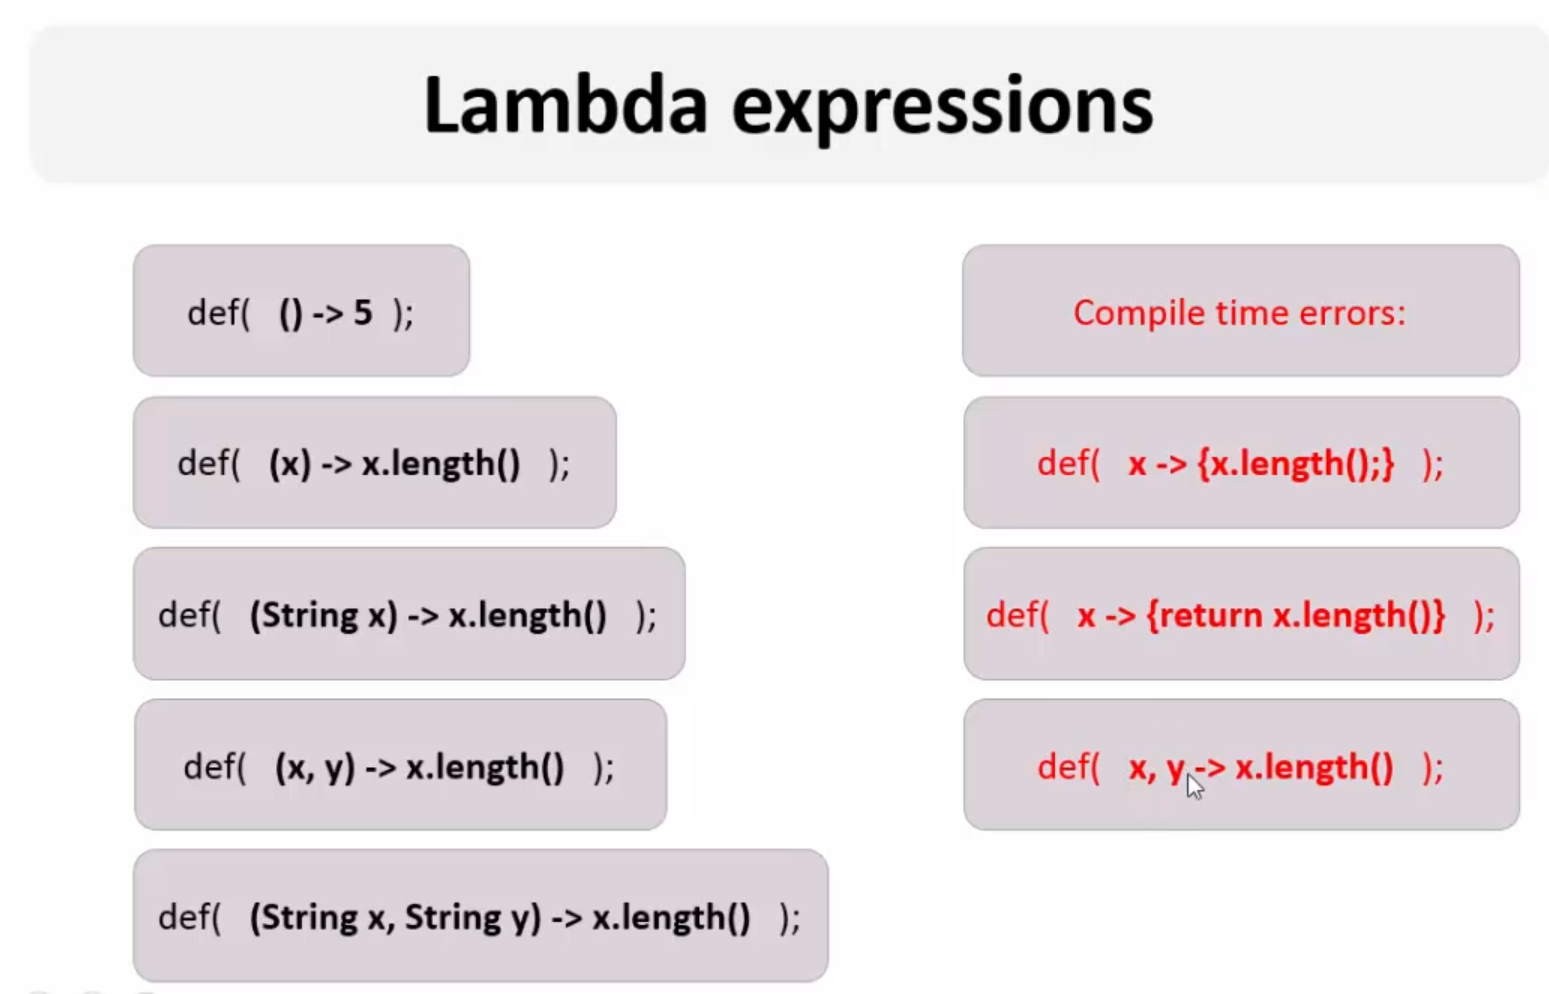 Lambda expressions
def( () -> 5 );
def( (x) -> x.length() );
def( (String x) -> x.length() );
def( (x, y) -> x.length() );
def( (String x, String y) -> x.length() );
Compile time errors:
def( x -> {x.length();} );
def( x -> {return x.length()} );
def( x, y -> x.length() );